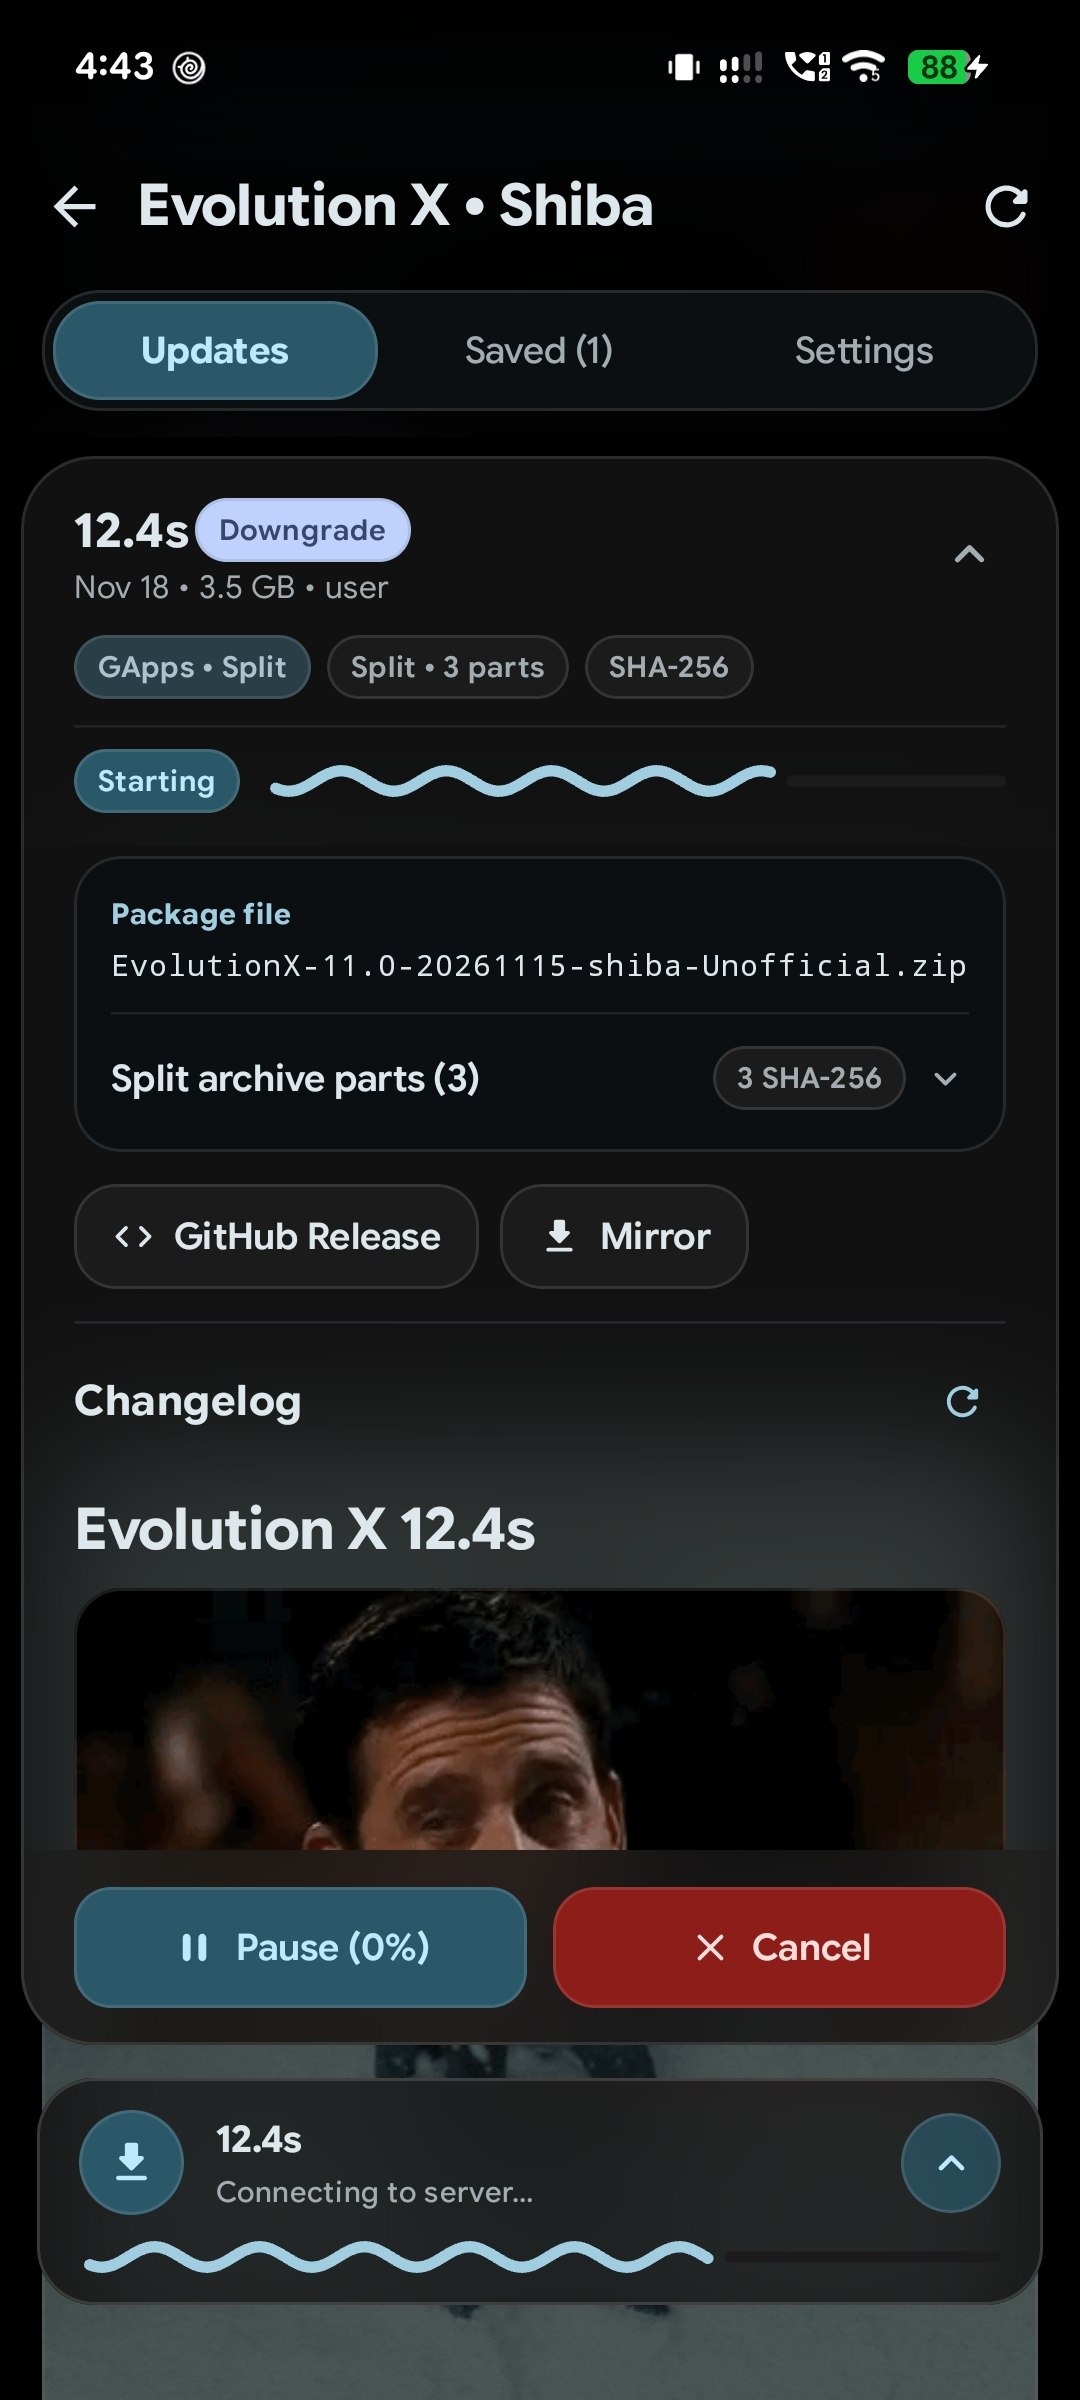 4:43
1
2
5
88
Evolution X • Shiba
Updates
Saved (1)
Settings
12.4s
Downgrade
Nov 18 • 3.5 GB • user
GApps • Split
Split • 3 parts
SHA-256
Starting
Package file
EvolutionX-11.0-20261115-shiba-Unofficial.zip
Split archive parts (3)
3 SHA-256
GitHub Release
Mirror
Changelog
Evolution X 12.4s
Pause (0%)
Cancel
12.4s
Connecting to server...